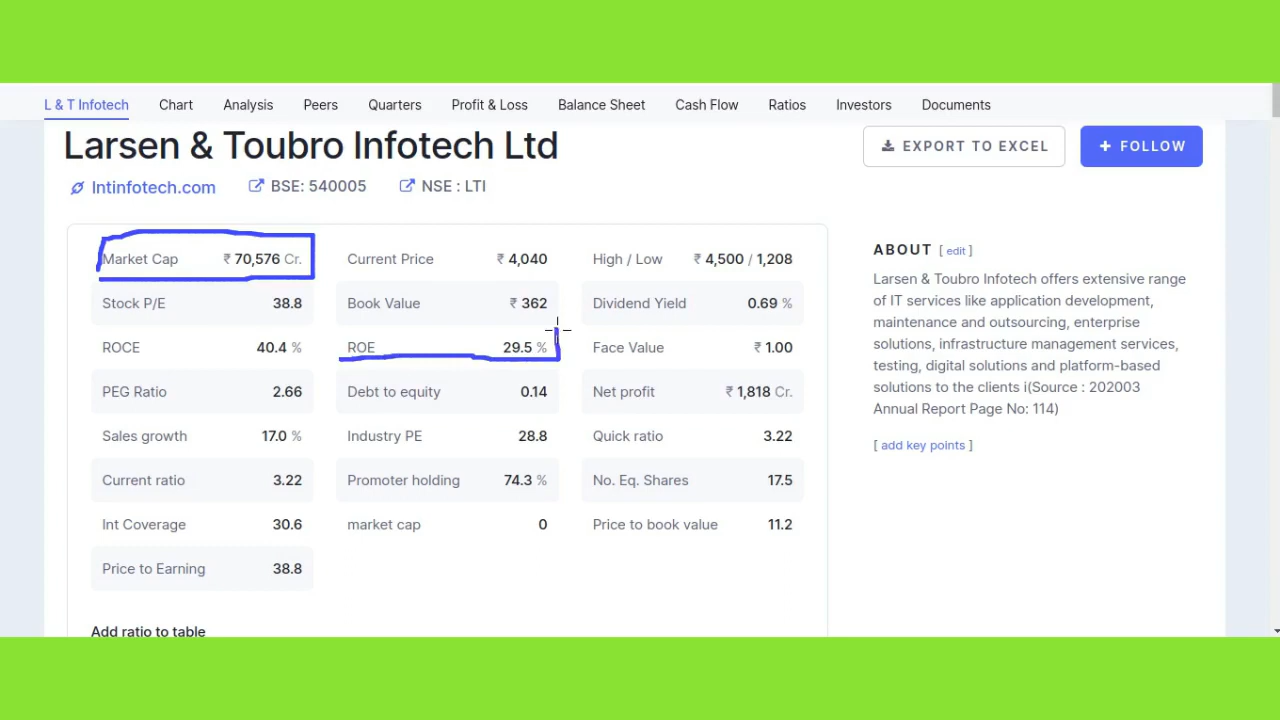 L & T Infotech Chart Analysis Peers Quarters Profit & Loss Balance Sheet Cash Flow Ratios Investors Documents
Larsen & Toubro Infotech Ltd
EXPORT TO EXCEL
+ FOLLOW
lntinfotech.com BSE: 540005 NSE : LTI
Market Cap ₹ 70,576 Cr. Current Price ₹ 4,040 High / Low ₹ 4,500 / 1,208
Stock P/E 38.8 Book Value ₹ 362 Dividend Yield 0.69 %
ROCE 40.4 % ROE 29.5 % Face Value ₹ 1.00
PEG Ratio 2.66 Debt to equity 0.14 Net profit ₹ 1,818 Cr.
Sales growth 17.0 % Industry PE 28.8 Quick ratio 3.22
Current ratio 3.22 Promoter holding 74.3 % No. Eq. Shares 17.5
Int Coverage 30.6 market cap 0 Price to book value 11.2
Price to Earning 38.8
Add ratio to table
ABOUT [ edit ]
Larsen & Toubro Infotech offers extensive range
of IT services like application development,
maintenance and outsourcing, enterprise
solutions, infrastructure management services,
testing, digital solutions and platform-based
solutions to the clients i(Source : 202003
Annual Report Page No: 114)
[ add key points ]